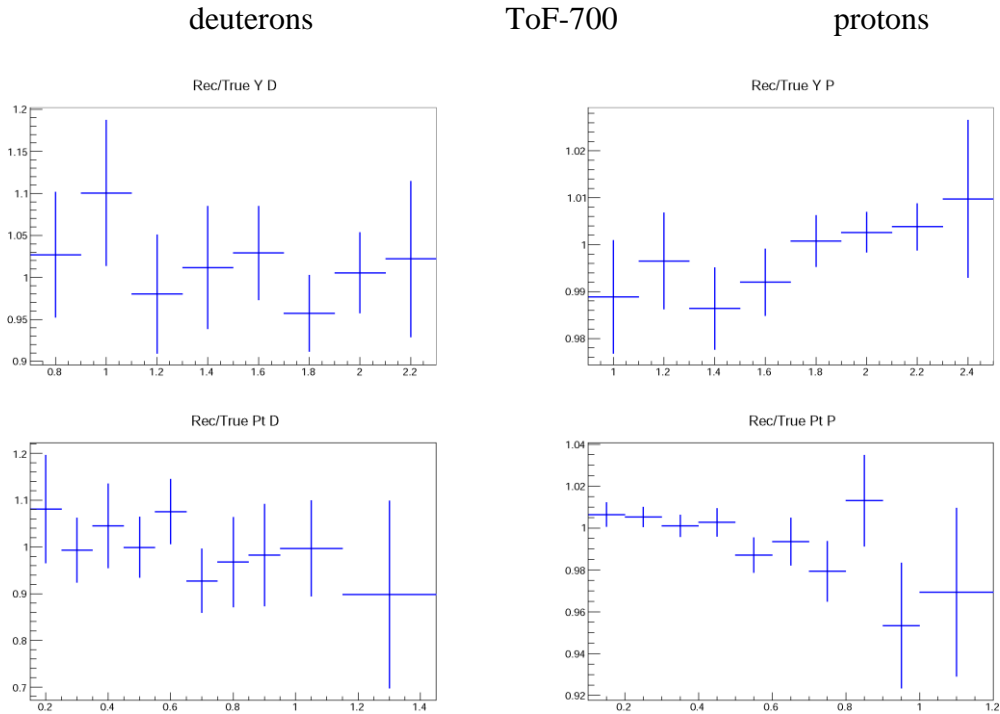 deuterons ToF-700 protons
Rec/True Y D
1.2
1.15
1.1
1.05
1
0.95
0.9
0.8 1 1.2 1.4 1.6 1.8 2 2.2
Rec/True Y P
1.02
1.01
1
0.99
0.98
1 1.2 1.4 1.6 1.8 2 2.2 2.4
Rec/True Pt D
1.2
1.1
1
0.9
0.8
0.7
0.2 0.4 0.6 0.8 1 1.2 1.4
Rec/True Pt P
1.04
1.02
1
0.98
0.96
0.94
0.92
0.2 0.4 0.6 0.8 1 1.2